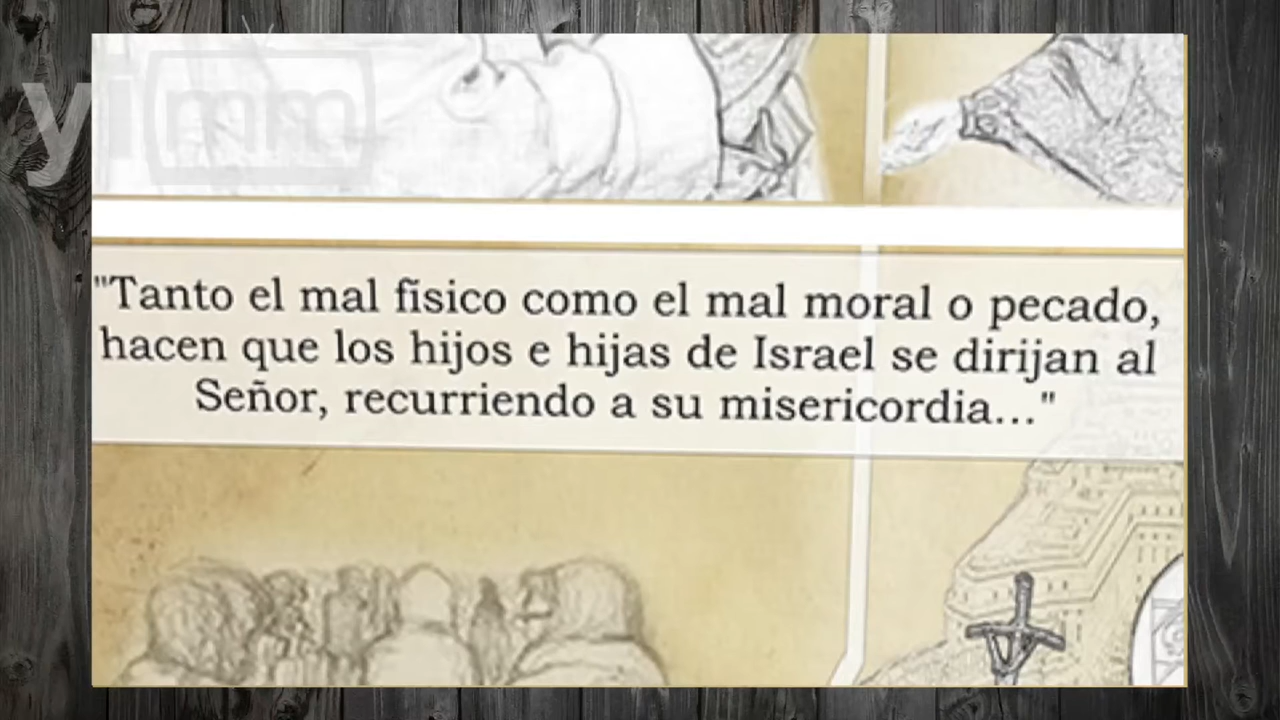 yimm
"Tanto el mal físico como el mal moral o pecado,
hacen que los hijos e hijas de Israel se dirijan al
Señor, recurriendo a su misericordia..."